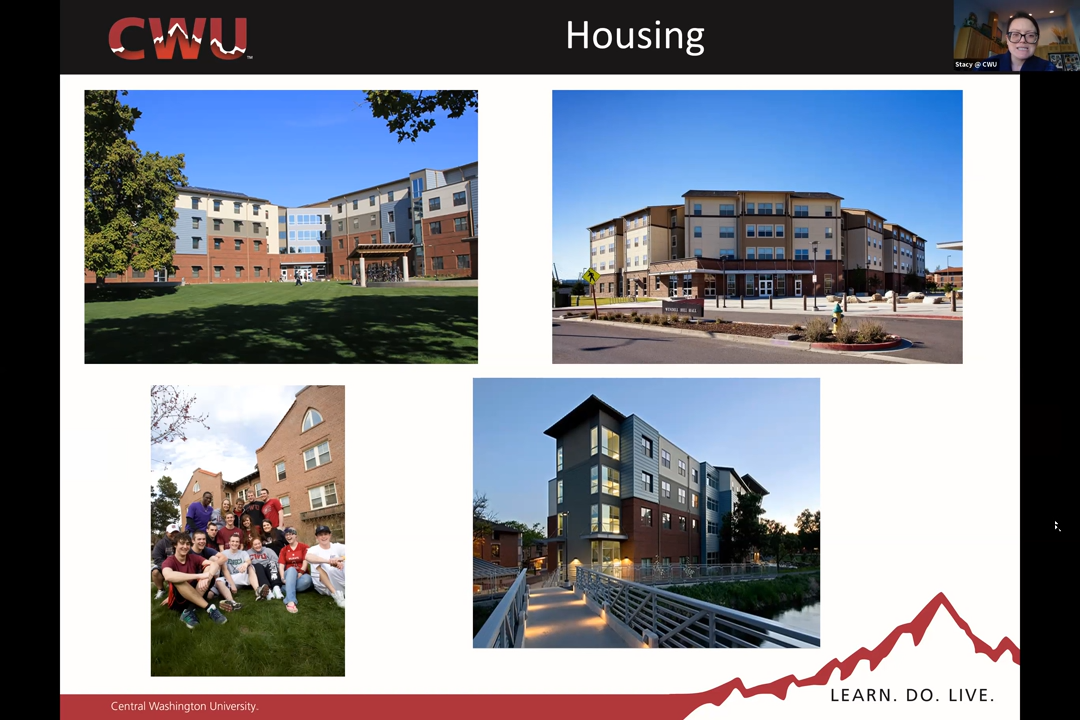 CWU
Housing
Stacy @ CWU
LEARN. DO. LIVE.
Central Washington University.